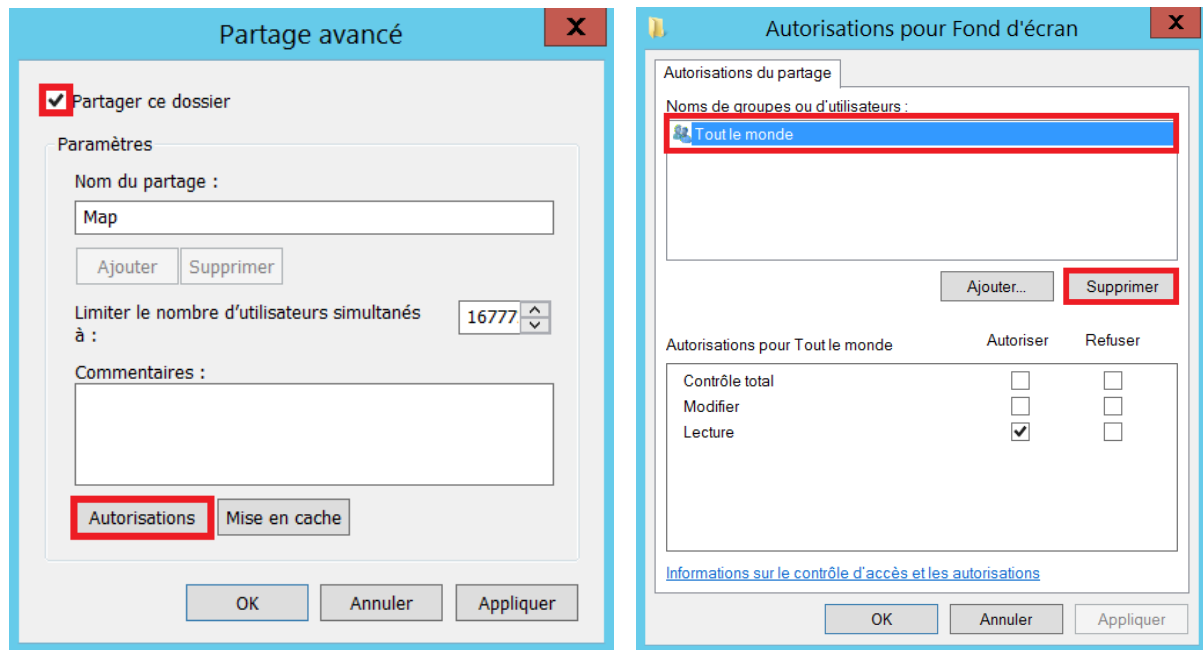 Partage avancé
X
Partager ce dossier
Paramètres
Nom du partage :
Map
Ajouter
Supprimer
Limiter le nombre d'utilisateurs simultanés
à :
16777
Commentaires :
Autorisations
Mise en cache
OK
Annuler
Appliquer
Autorisations pour Fond d'écran
X
Autorisations du partage
Noms de groupes ou d'utilisateurs :
Tout le monde
Ajouter...
Supprimer
Autorisations pour Tout le monde
Autoriser
Refuser
Contrôle total
Modifier
Lecture
Informations sur le contrôle d'accès et les autorisations
OK
Annuler
Appliquer